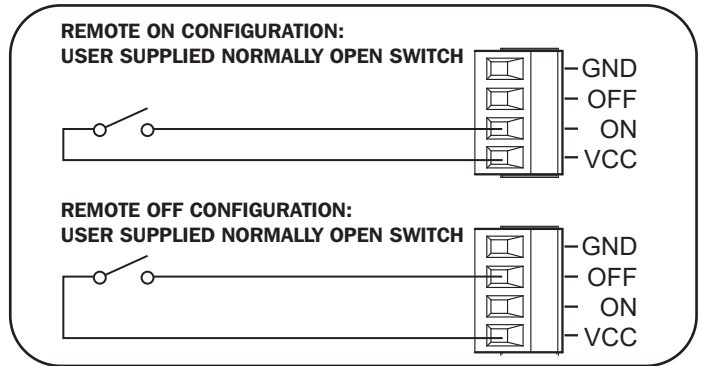 REMOTE ON CONFIGURATION:
USER SUPPLIED NORMALLY OPEN SWITCH
GND
OFF
ON
VCC
REMOTE OFF CONFIGURATION:
USER SUPPLIED NORMALLY OPEN SWITCH
GND
OFF
ON
VCC